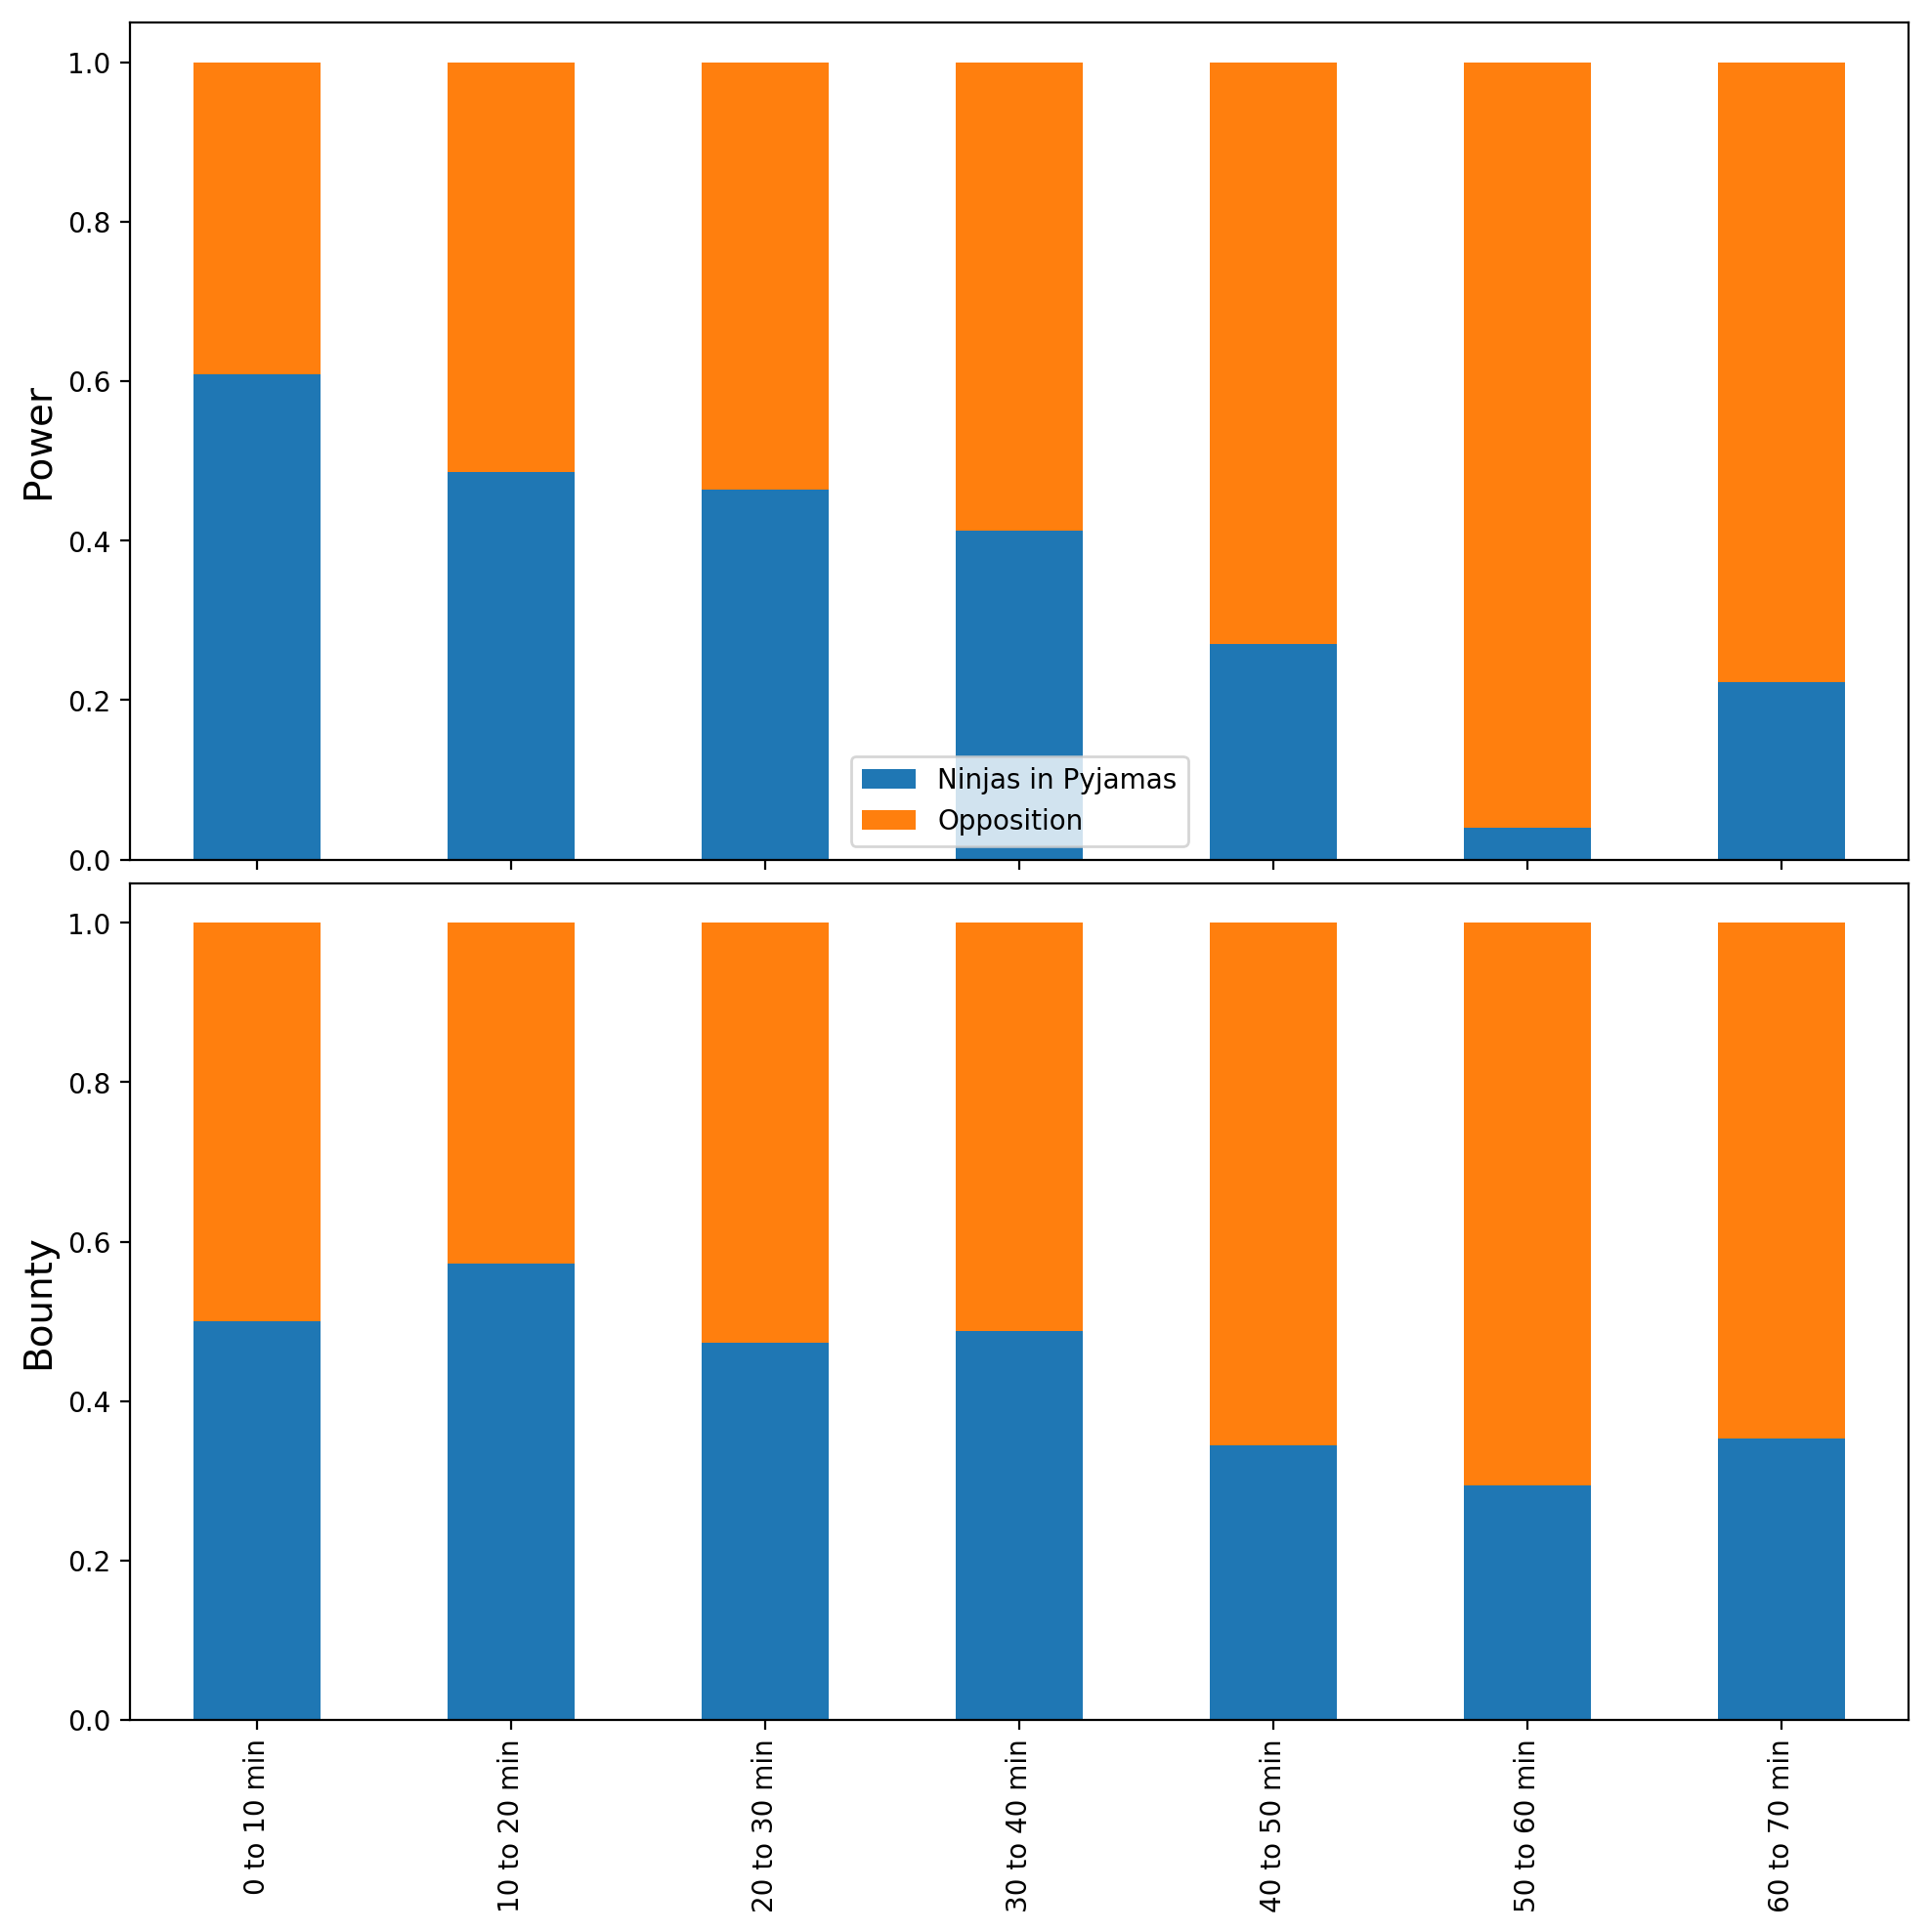 Power
1.0
0.8
0.6
0.4
0.2
0.0
Ninjas in Pyjamas
Opposition
Bounty
1.0
0.8
0.6
0.4
0.2
0.0
0 to 10 min
10 to 20 min
20 to 30 min
30 to 40 min
40 to 50 min
50 to 60 min
60 to 70 min